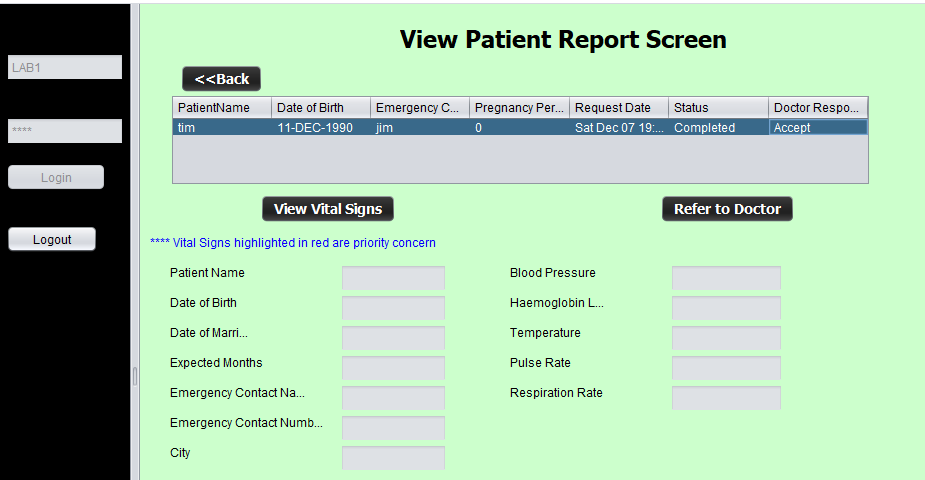 View Patient Report Screen
LAB1
****
Login
Logout
<<Back
PatientName Date of Birth Emergency C... Pregnancy Per... Request Date Status Doctor Respo...
tim 11-DEC-1990 jim 0 Sat Dec 07 19:... Completed Accept
View Vital Signs Refer to Doctor
**** Vital Signs highlighted in red are priority concern
Patient Name Blood Pressure
Date of Birth Haemoglobin L...
Date of Marri... Temperature
Expected Months Pulse Rate
Emergency Contact Na... Respiration Rate
Emergency Contact Numb...
City